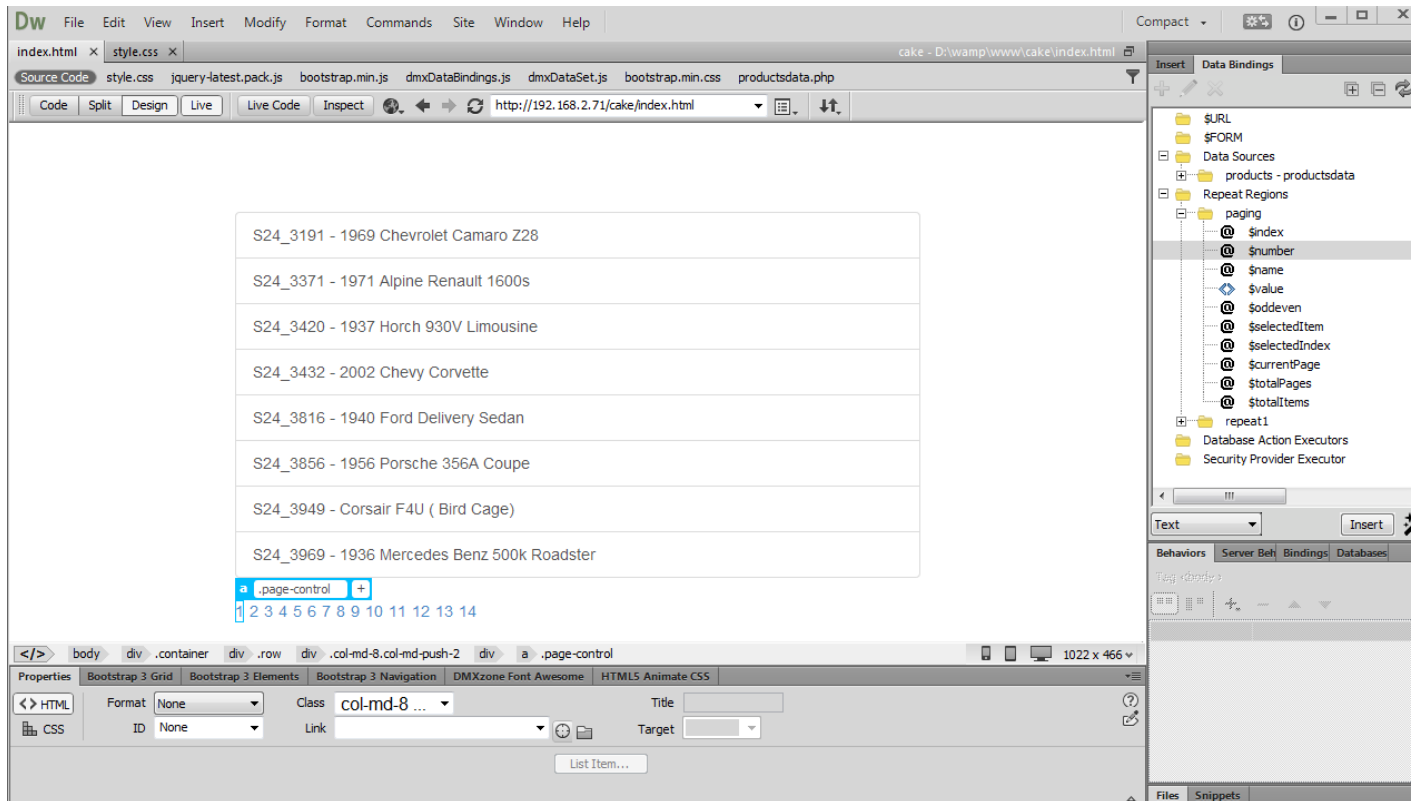 Dw File Edit View Insert Modify Format Commands Site Window Help Compact
index.html × style.css × cake - D:\wamp\www\cake\index.html
Source Code style.css jquery-latest.pack.js bootstrap.min.js dmxDataBindings.js dmxDataSet.js bootstrap.min.css productsdata.php
Code Split Design Live Live Code Inspect http://192.168.2.71/cake/index.html
S24_3191 - 1969 Chevrolet Camaro Z28
S24_3371 - 1971 Alpine Renault 1600s
S24_3420 - 1937 Horch 930V Limousine
S24_3432 - 2002 Chevy Corvette
S24_3816 - 1940 Ford Delivery Sedan
S24_3856 - 1956 Porsche 356A Coupe
S24_3949 - Corsair F4U ( Bird Cage)
S24_3969 - 1936 Mercedes Benz 500k Roadster
a .page-control +
1 2 3 4 5 6 7 8 9 10 11 12 13 14
</> body div .container div .row div .col-md-8.col-md-push-2 div a .page-control 1022 x 466
Properties Bootstrap 3 Grid Bootstrap 3 Elements Bootstrap 3 Navigation DMXzone Font Awesome HTML5 Animate CSS
<> HTML Format None Class col-md-8 ... Title
CSS ID None Link Target
List Item...
Insert Data Bindings
$URL
$FORM
Data Sources
products - productsdata
Repeat Regions
paging
@ $index
@ $number
@ $name
$value
@ $oddeven
@ $selectedItem
@ $selectedIndex
@ $currentPage
@ $totalPages
@ $totalItems
repeat1
Database Action Executors
Security Provider Executor
Text Insert
Behaviors Server Beh Bindings Databases
Tag <body>
Files Snippets